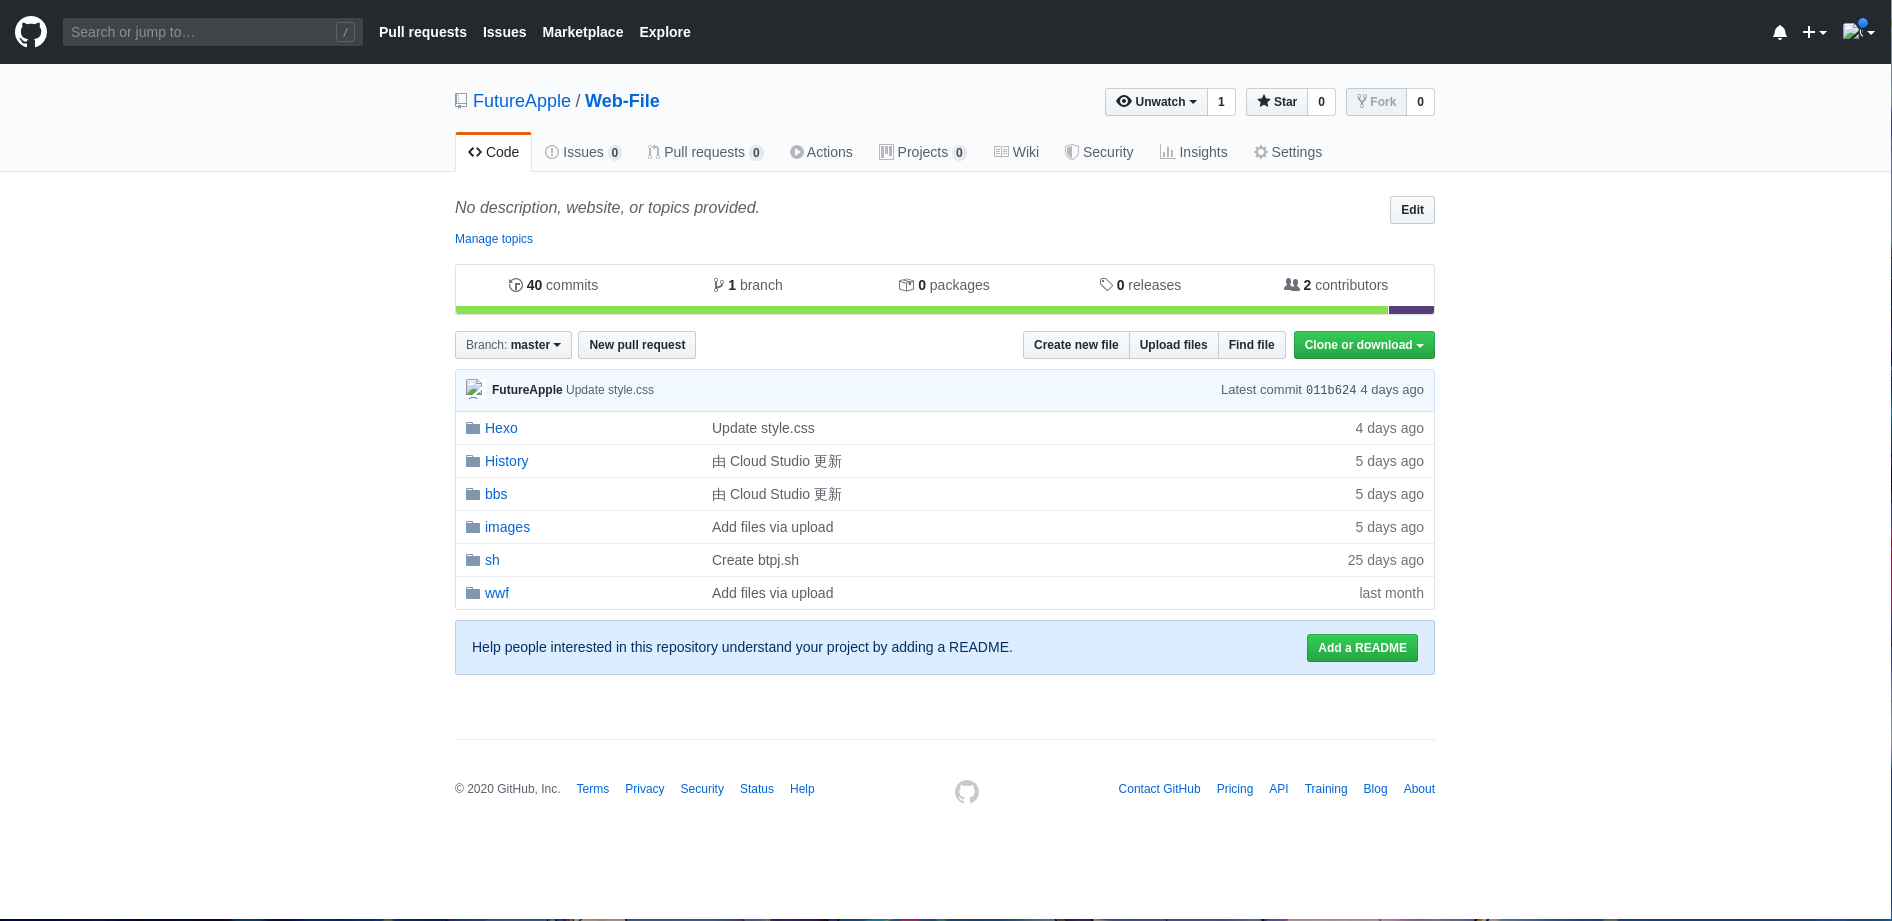 Search or jump to… / Pull requests Issues Marketplace Explore
FutureApple / Web-File Unwatch 1 Star 0 Fork 0
Code Issues 0 Pull requests 0 Actions Projects 0 Wiki Security Insights Settings
No description, website, or topics provided. Edit
Manage topics
40 commits 1 branch 0 packages 0 releases 2 contributors
Branch: master New pull request Create new file Upload files Find file Clone or download
FutureApple Update style.css Latest commit 011b624 4 days ago
Hexo Update style.css 4 days ago
History 由 Cloud Studio 更新 5 days ago
bbs 由 Cloud Studio 更新 5 days ago
images Add files via upload 5 days ago
sh Create btpj.sh 25 days ago
wwf Add files via upload last month
Help people interested in this repository understand your project by adding a README. Add a README
© 2020 GitHub, Inc. Terms Privacy Security Status Help Contact GitHub Pricing API Training Blog About